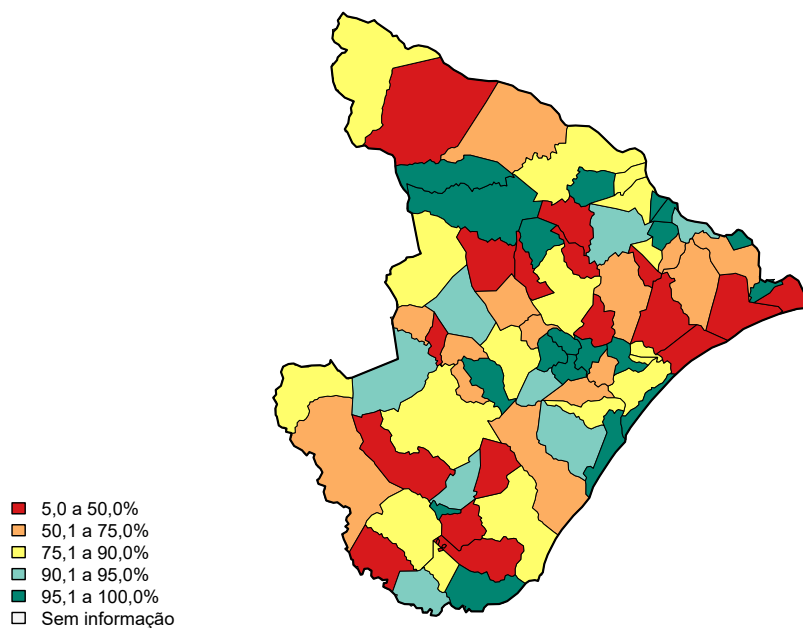 5,0 a 50,0%
50,1 a 75,0%
75,1 a 90,0%
90,1 a 95,0%
95,1 a 100,0%
Sem informação